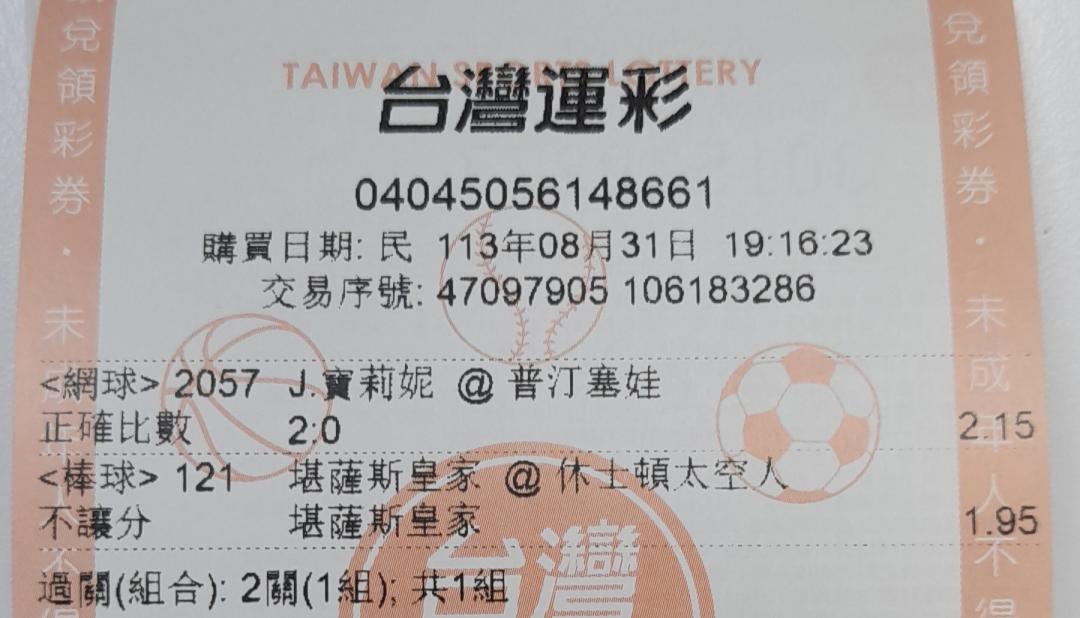 TAIWAN SPORTS LOTTERY
台灣運彩
04045056148661
購買日期: 民 113年08月31日 19:16:23
交易序號: 47097905 106183286
<網球> 2057 J.寶莉妮 @ 普汀塞娃
正確比數 2:0 2.15
<棒球> 121 堪薩斯皇家 @ 休士頓太空人
不讓分 堪薩斯皇家 1.95
過關(組合): 2關(1組); 共1組
台灣
兌領彩券・未
兌領彩券・未成年人不得